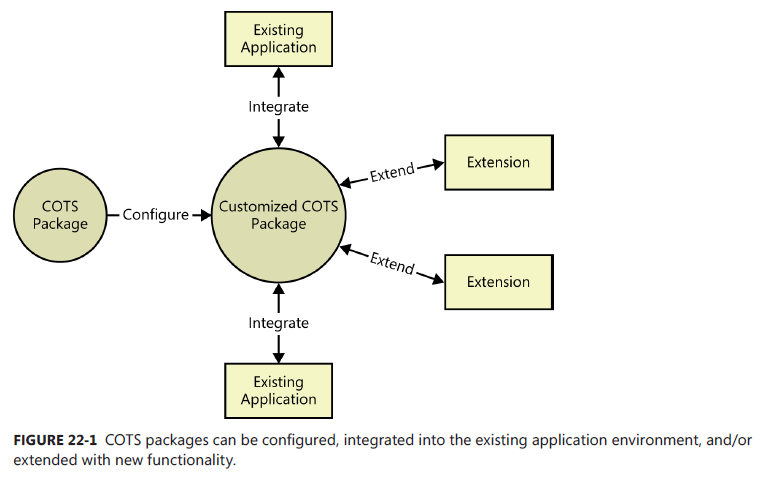 Existing
Application
Integrate
Extend
Extension
COTS
Package
Configure
Customized COTS
Package
Extend
Extension
Integrate
Existing
Application
FIGURE 22-1 COTS packages can be configured, integrated into the existing application environment, and/or
extended with new functionality.